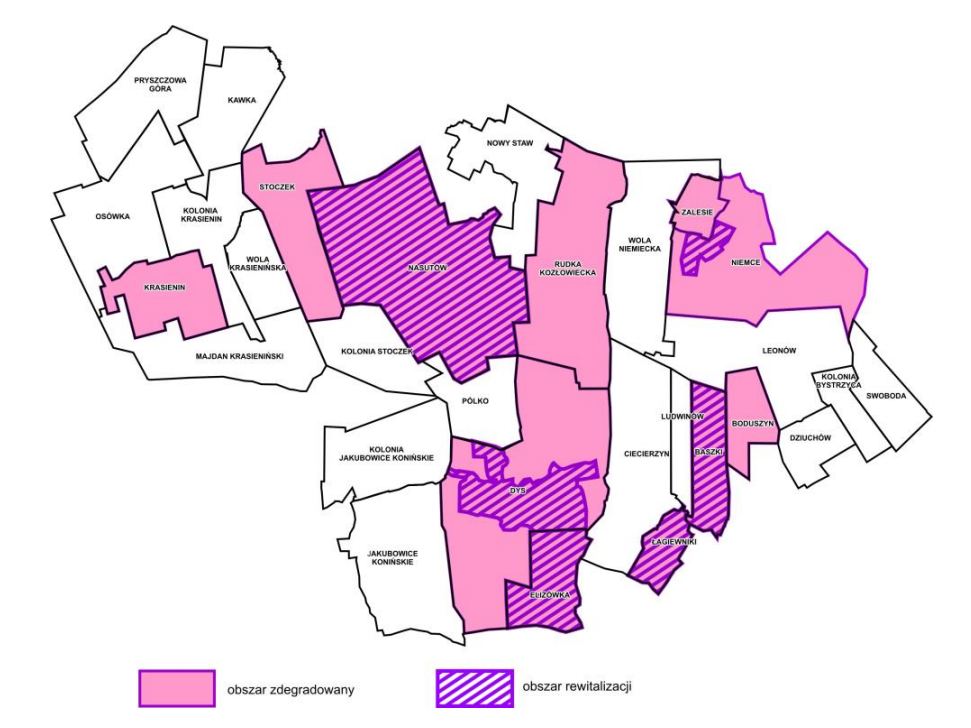 PRYSZCZOWA
GÓRA
KAWKA
NOWY STAW
STOCZEK
OSÓWKA
KOLONIA
KRASIENIN
ZALESIE
WOLA
NIEMIECKA
WOLA
KRASIENIŃSKA
NASUTÓW
RUDKA
KOZŁOWIECKA
NIEMCE
KRASIENIN
MAJDAN KRASIENIŃSKI
KOLONIA STOCZEK
LEONÓW
KOLONIA
BYSTRZYCA
SWOBODA
PÓLKO
LUDWINÓW
BODUSZYN
DZIUCHÓW
KOLONIA
JAKUBOWICE KONIŃSKIE
CIECIERZYN
BASZKI
DYS
ŁAGIEWNIKI
JAKUBOWICE
KONIŃSKIE
ELIZÓWKA
obszar zdegradowany
obszar rewitalizacji